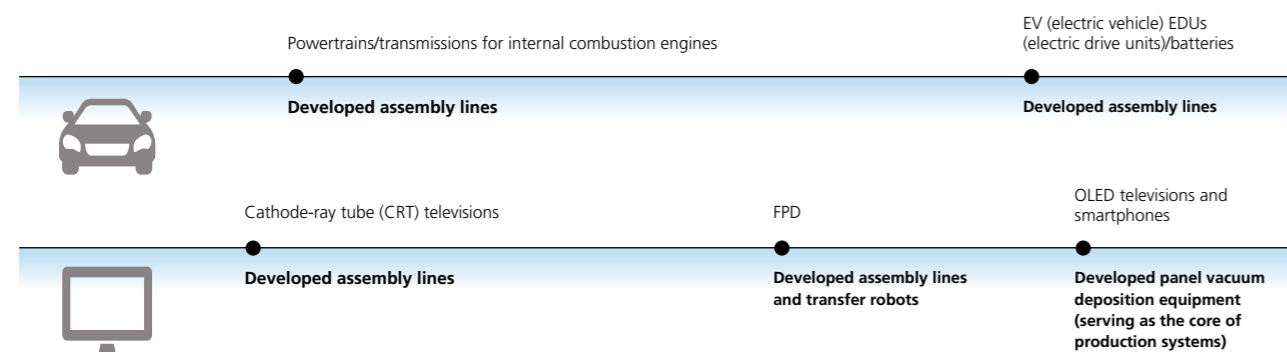 Powertrains/transmissions for internal combustion engines
EV (electric vehicle) EDUs
(electric drive units)/batteries
Developed assembly lines
Developed assembly lines
Cathode-ray tube (CRT) televisions
FPD
OLED televisions and
smartphones
Developed assembly lines
Developed assembly lines
and transfer robots
Developed panel vacuum
deposition equipment
(serving as the core of
production systems)